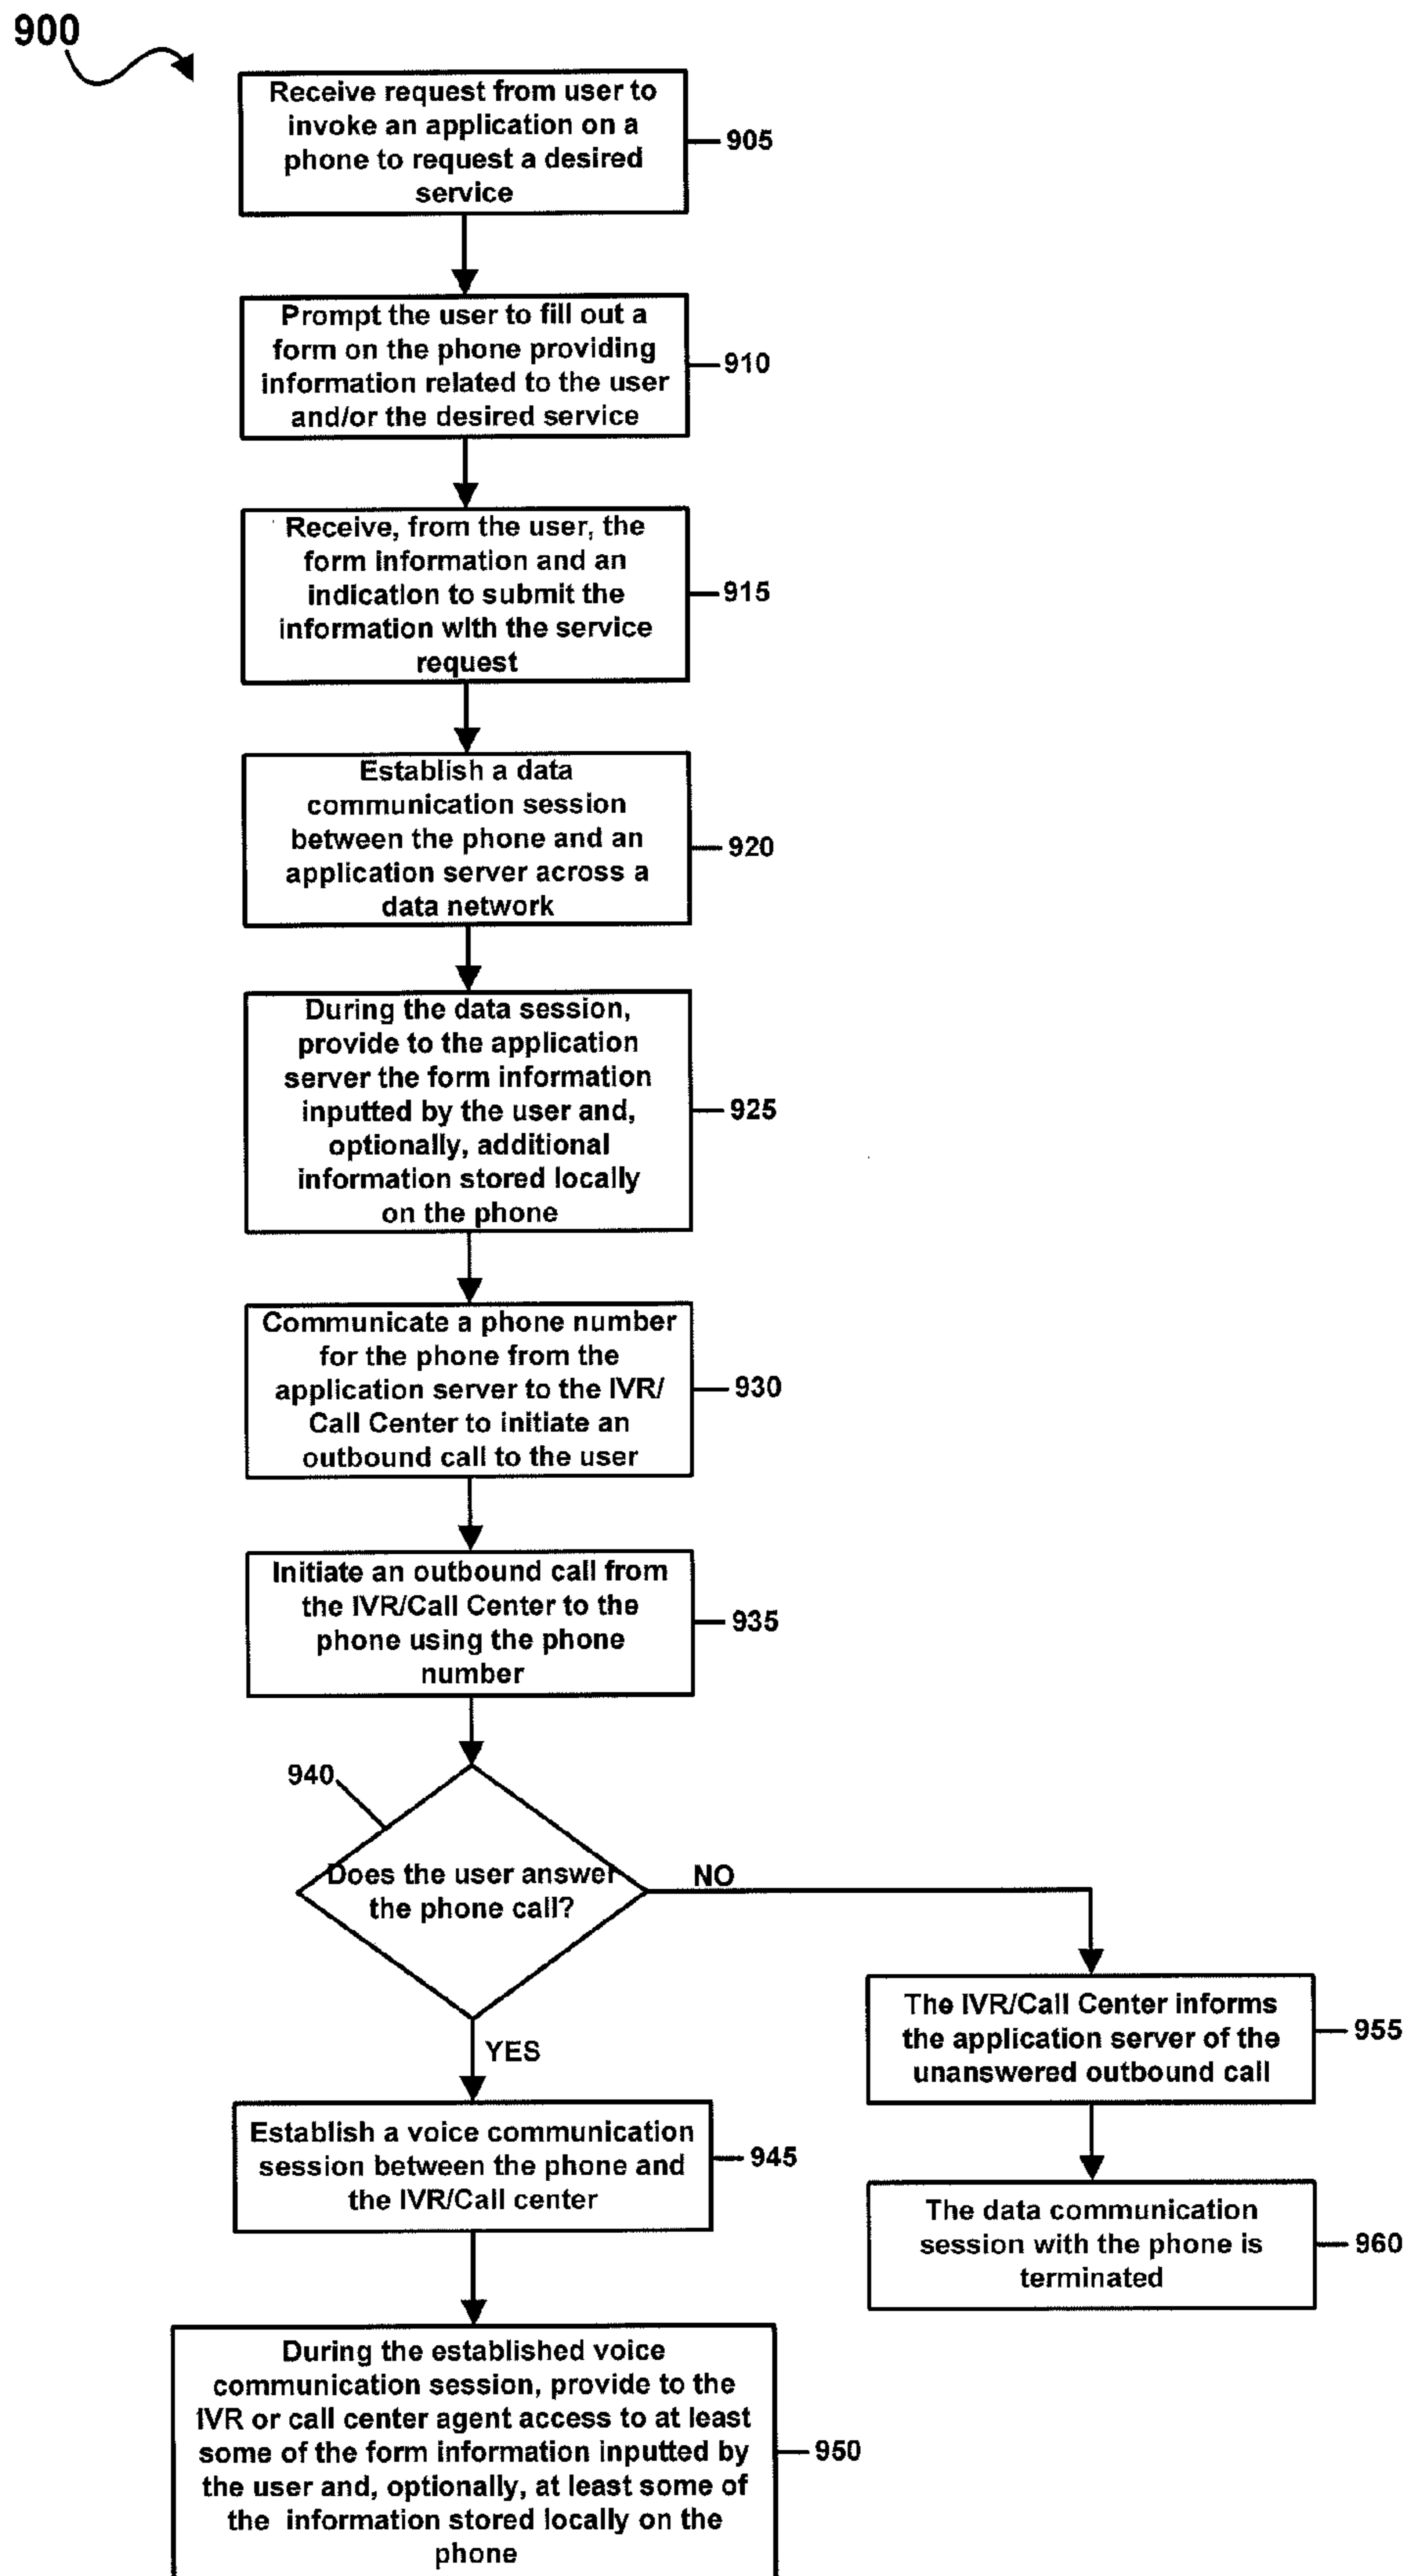 900
Receive request from user to
invoke an application on a
phone to request a desired
service
905
Prompt the user to fill out a
form on the phone providing
information related to the user
and/or the desired service
910
Receive, from the user, the
form information and an
indication to submit the
information with the service
request
915
Establish a data
communication session
between the phone and an
application server across a
data network
920
During the data session,
provide to the application
server the form information
inputted by the user and,
optionally, additional
information stored locally
on the phone
925
Communicate a phone number
for the phone from the
application server to the IVR/
Call Center to initiate an
outbound call to the user
930
Initiate an outbound call from
the IVR/Call Center to the
phone using the phone
number
935
940
Does the user answer
the phone call?
NO
YES
The IVR/Call Center informs
the application server of the
unanswered outbound call
955
Establish a voice communication
session between the phone and
the IVR/Call center
945
The data communication
session with the phone is
terminated
960
During the established voice
communication session, provide to the
IVR or call center agent access to at least
some of the form information inputted by
the user and, optionally, at least some of
the information stored locally on the
phone
950